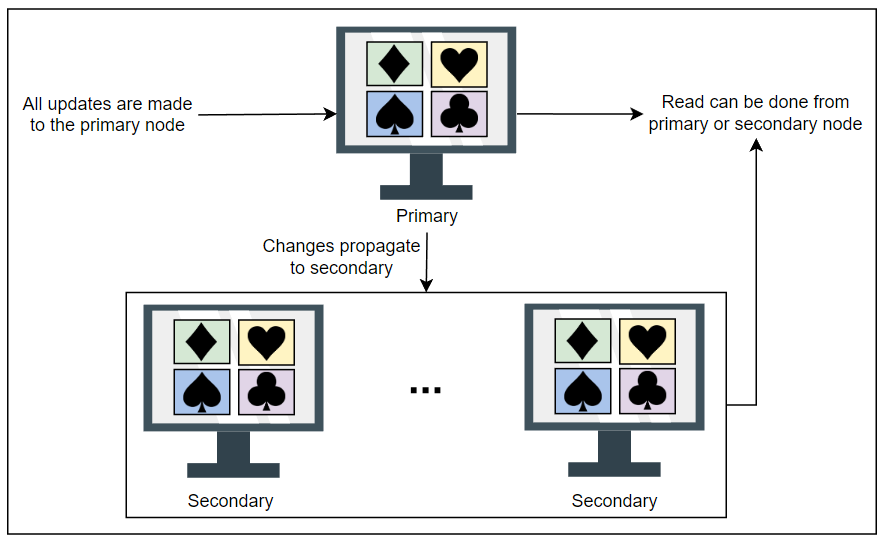 All updates are made
to the primary node
Read can be done from
primary or secondary node
Primary
Changes propagate
to secondary
...
Secondary
Secondary